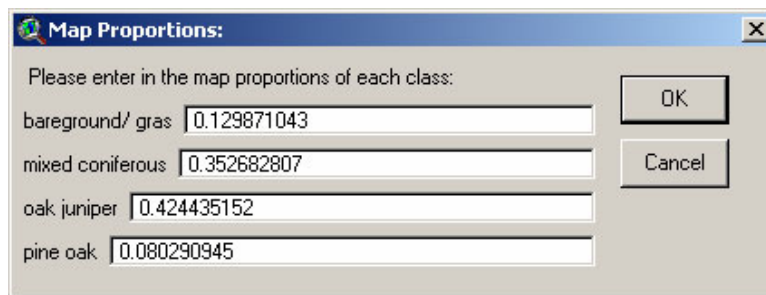 Map Proportions:
Please enter in the map proportions of each class:
bareground/ gras 0.129871043
mixed coniferous 0.352682807
oak juniper 0.424435152
pine oak 0.080290945
OK
Cancel